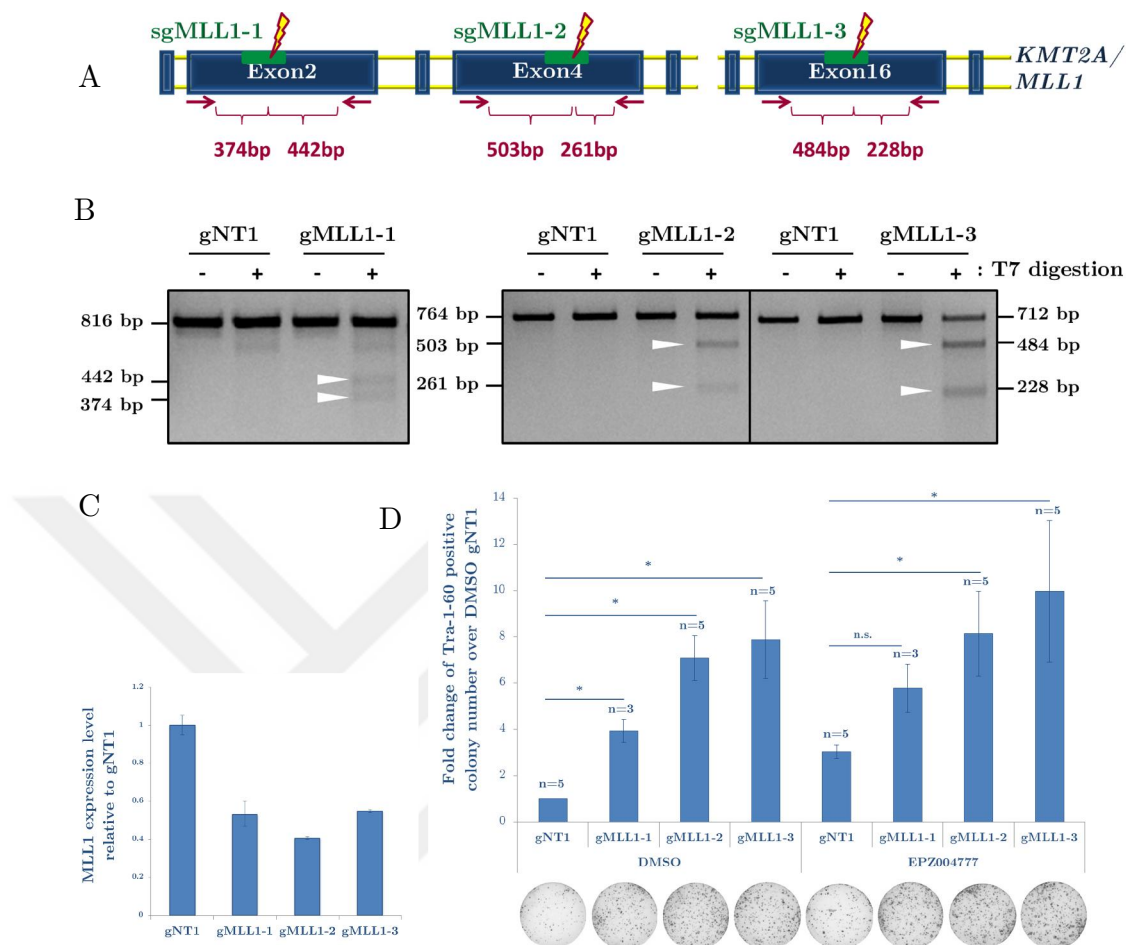 A
sgMLL1-1
sgMLL1-2
sgMLL1-3
Exon2
Exon4
Exon16
KMT2A/
MLL1
374bp 442bp
503bp 261bp
484bp 228bp
B
gNT1 gMLL1-1
gNT1 gMLL1-2
gNT1 gMLL1-3
- + - +
- + - +
- + - +
: T7 digestion
816 bp
442 bp
374 bp
764 bp
503 bp
261 bp
712 bp
484 bp
228 bp
C
MLL1 expression level
relative to gNT1
1.2
1
0.8
0.6
0.4
0.2
0
gNT1 gMLL1-1 gMLL1-2 gMLL1-3
D
Fold change of Tra-1-60 positive
colony number over DMSO gNT1
14
12
10
8
6
4
2
0
n=5
*
n=3
*
n=5
*
n=5
n=5
n.s.
n=3
*
n=5
*
n=5
gNT1 gMLL1-1 gMLL1-2 gMLL1-3 gNT1 gMLL1-1 gMLL1-2 gMLL1-3
DMSO EPZ004777